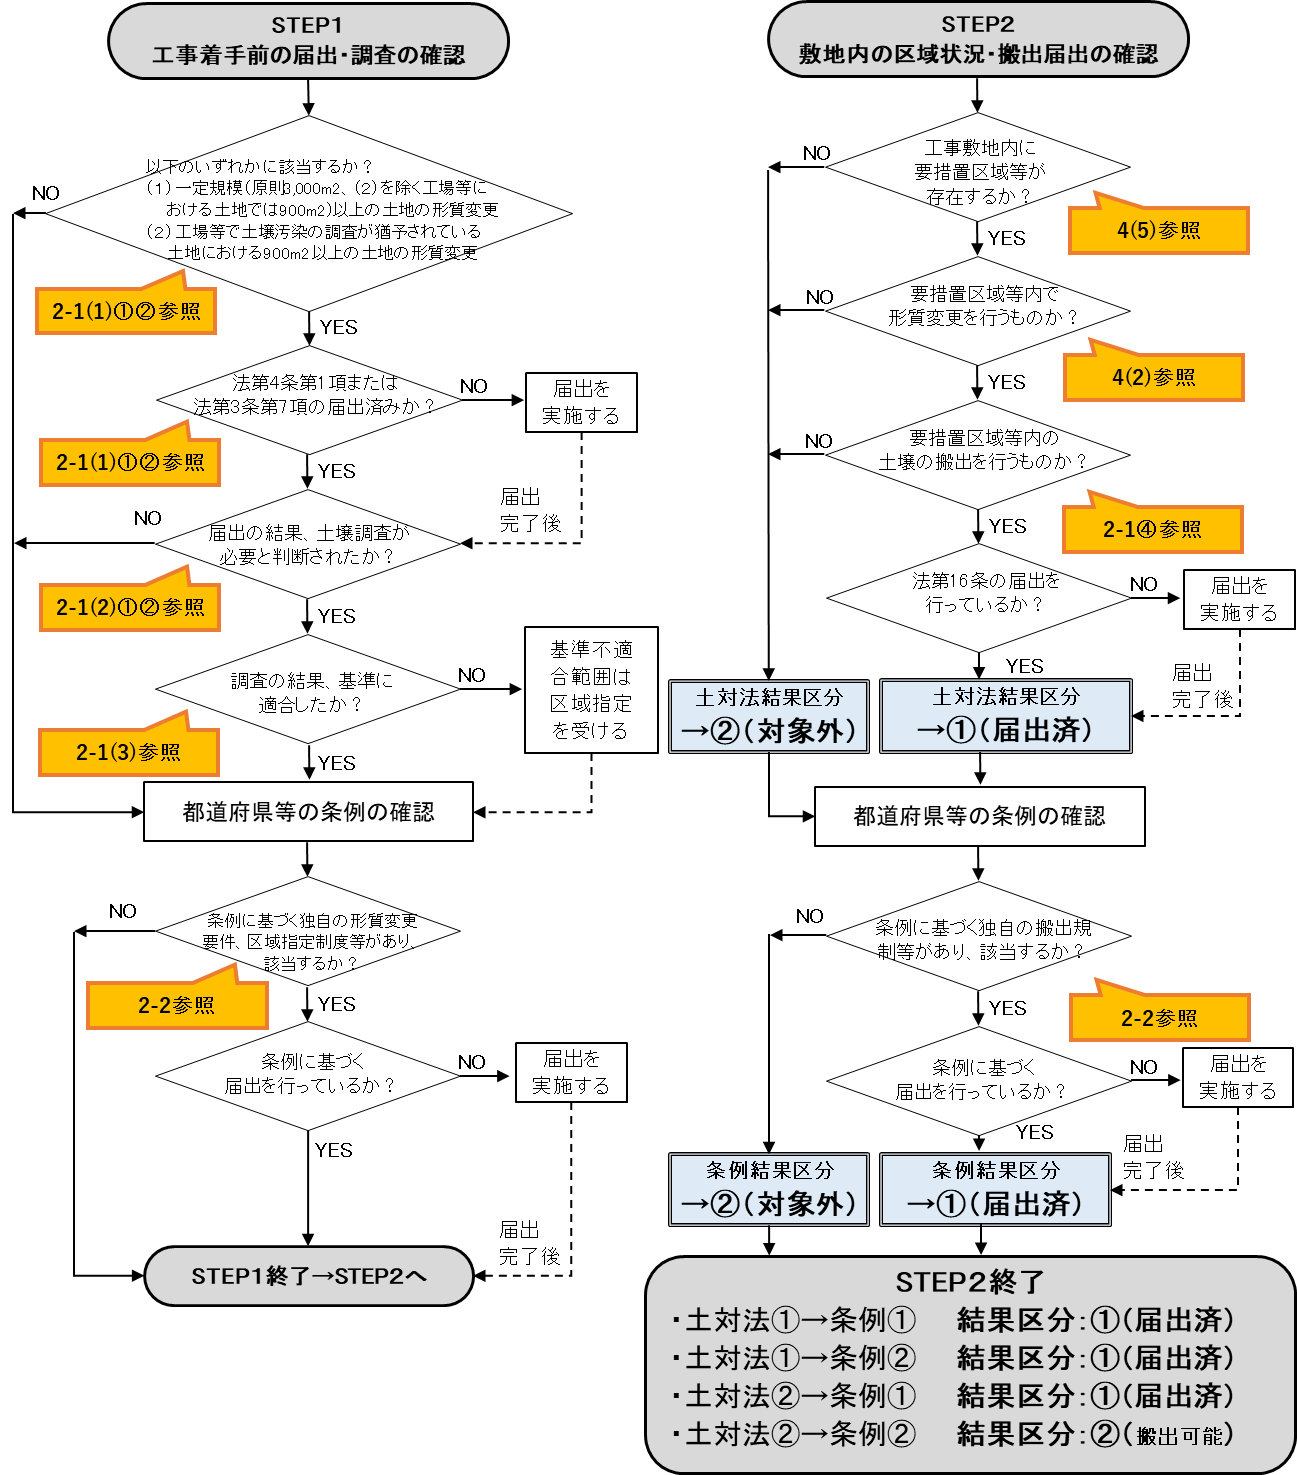 STEP1
工事着手前の届出・調査の確認
以下のいずれかに該当するか？
（１）一定規模（原則3,000m2、（２）を除く工場等に
おける土地では900m2）以上の土地の形質変更
（２）工場等で土壌汚染の調査が猶予されている
土地における900m2以上の土地の形質変更
NO
2-1(1)①②参照
YES
法第4条第1項または
法第3条第7項の届出済みか？
NO
届出を
実施する
2-1(1)①②参照
YES
届出
完了後
NO
届出の結果、土壌調査が
必要と判断されたか？
2-1(2)①②参照
YES
調査の結果、基準に
適合したか？
NO
基準不適
合範囲は
区域指定
を受ける
2-1(3)参照
YES
都道府県等の条例の確認
NO
条例に基づく独自の形質変更
要件、区域指定制度等があり、
該当するか？
2-2参照
YES
条例に基づく
届出を行っているか？
NO
届出を
実施する
YES
届出
完了後
STEP1終了→STEP2へ
STEP2
敷地内の区域状況・搬出届出の確認
NO
工事敷地内に
要措置区域等が
存在するか？
4(5)参照
YES
NO
要措置区域等内で
形質変更を行うものか？
4(2)参照
YES
NO
要措置区域等内の
土壌の搬出を行うものか？
2-1④参照
YES
法第16条の届出を
行っているか？
NO
届出を
実施する
YES
届出
完了後
土対法結果区分
→②（対象外）
土対法結果区分
→①（届出済）
都道府県等の条例の確認
NO
条例に基づく独自の搬出規
制等があり、該当するか？
YES
2-2参照
条例に基づく
届出を行っているか？
NO
届出を
実施する
YES
届出
完了後
条例結果区分
→②（対象外）
条例結果区分
→①（届出済）
STEP２終了
・土対法①→条例① 結果区分：①（届出済）
・土対法①→条例② 結果区分：①（届出済）
・土対法②→条例① 結果区分：①（届出済）
・土対法②→条例② 結果区分：②（搬出可能）